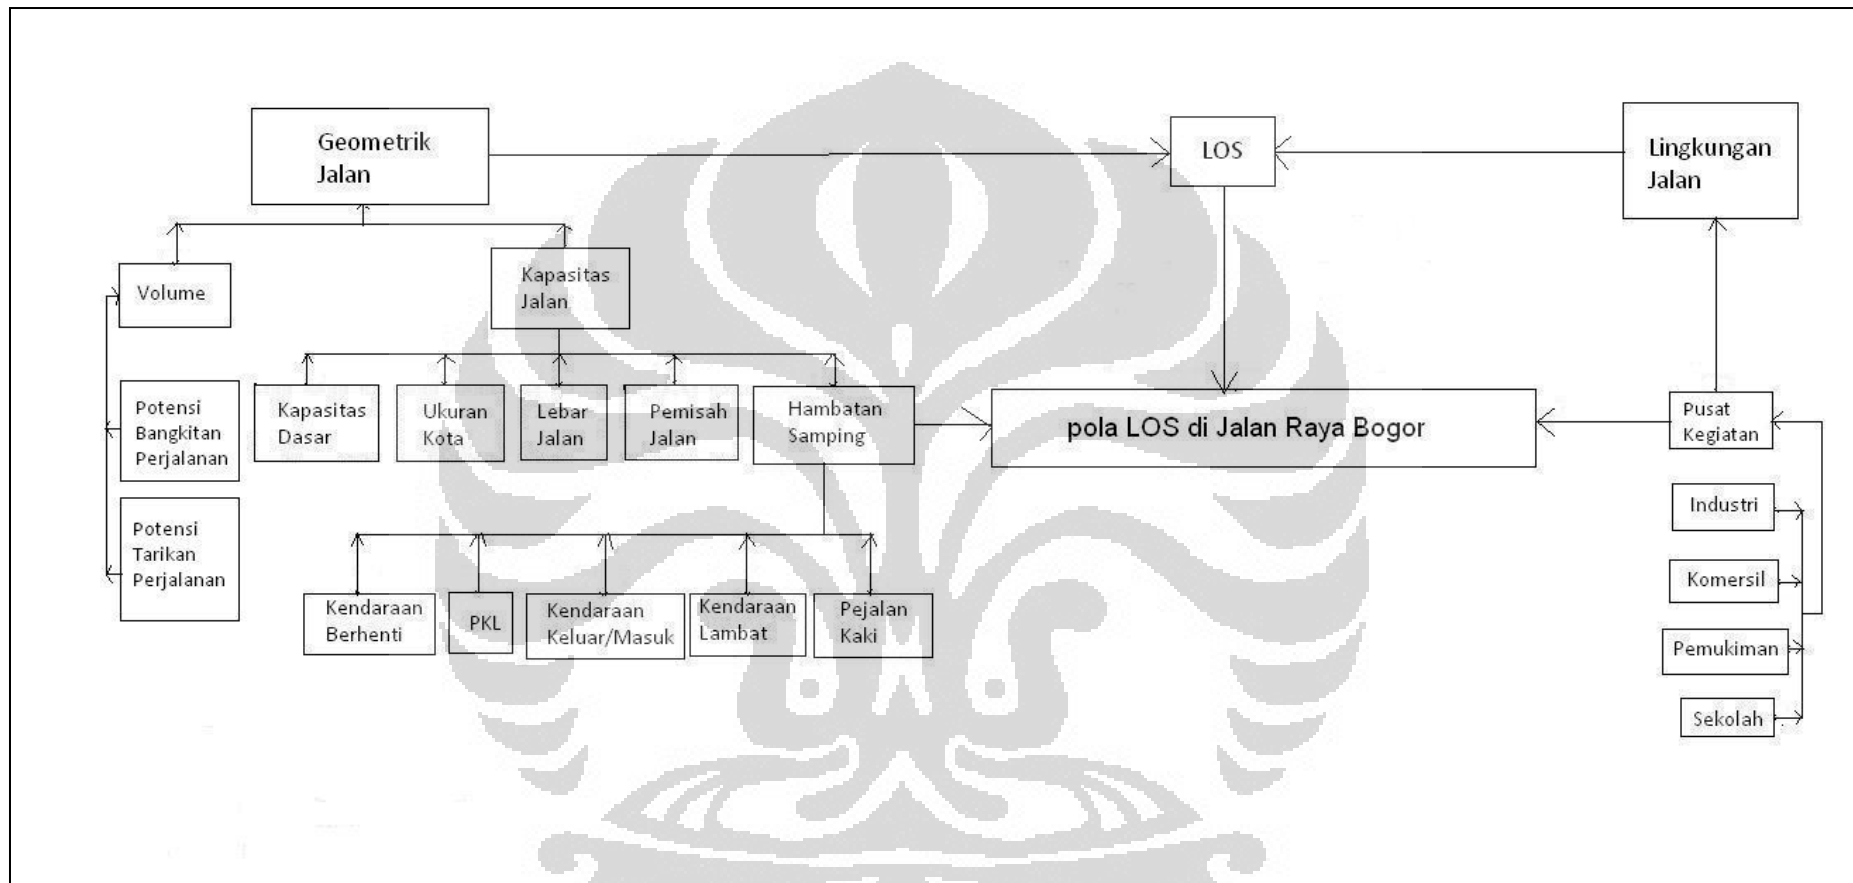 Geometrik
Jalan
LOS
Lingkungan
Jalan
Volume
Kapasitas
Jalan
Potensi
Bangkitan
Perjalanan
Kapasitas
Dasar
Ukuran
Kota
Lebar
Jalan
Pemisah
Jalan
Hambatan
Samping
pola LOS di Jalan Raya Bogor
Pusat
Kegiatan
Potensi
Tarikan
Perjalanan
Industri
Komersil
Kendaraan
Berhenti
PKL
Kendaraan
Keluar/Masuk
Kendaraan
Lambat
Pejalan
Kaki
Pemukiman
Sekolah